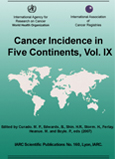 International Agency for
Research on Cancer
World Health Organization
International Association
of
Cancer Registries
Cancer Incidence in
Five Continents, Vol. IX
Edited by Curado, M. P., Edwards, B., Shin, H.R., Storm, H., Ferlay,
Heanue, M. and Boyle, P., eds (2007)
IARC Scientific Publications No. 160, Lyon, IARC